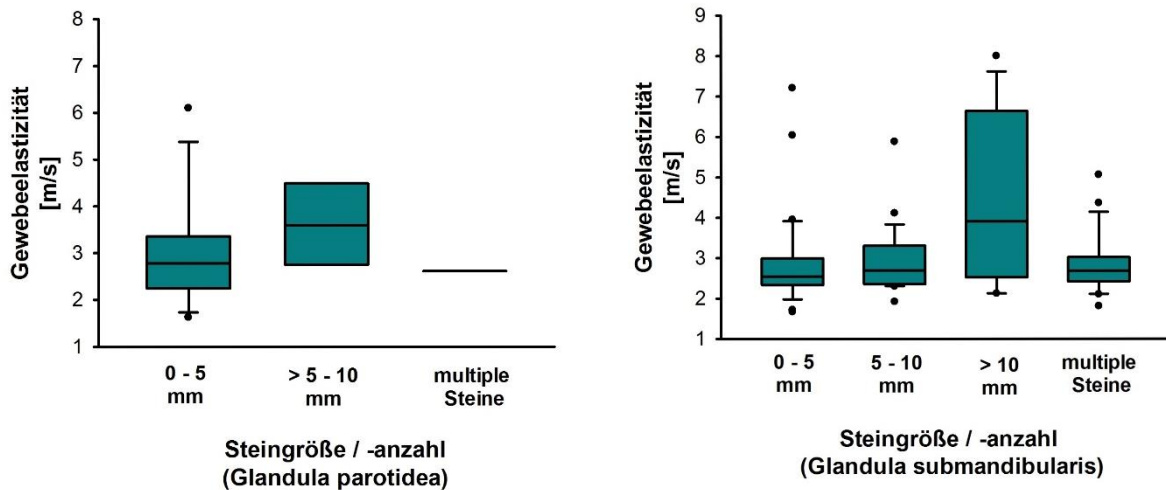 Gewebeelastizität
[m/s]
8
7
6
5
4
3
2
1
0 - 5
mm
> 5 - 10
mm
multiple
Steine
Steingröße / -anzahl
(Glandula parotidea)
Gewebeelastizität
[m/s]
9
8
7
6
5
4
3
2
1
0 - 5
mm
5 - 10
mm
> 10
mm
multiple
Steine
Steingröße / -anzahl
(Glandula submandibularis)